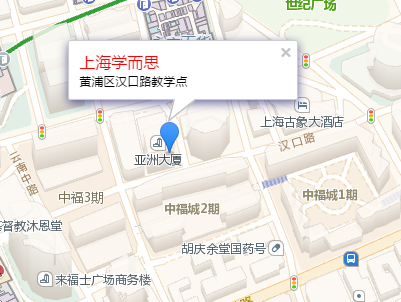 世纪广场
上海学而思
黄浦区汉口路教学点
上海古象大酒店
汉口路
亚洲大厦
云南中路
中福3期
中福城1期
中福城2期
督教沐恩堂
胡庆余堂国药号
来福士广场商务楼